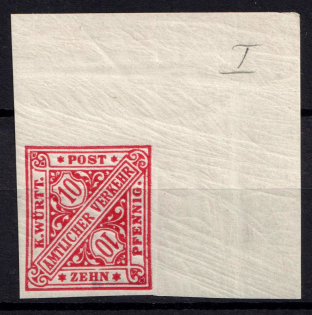 I
* POST *
K. WÜRTT.
10
AMTLICHER VERKEHR
10
PFENNIG.
* ZEHN *